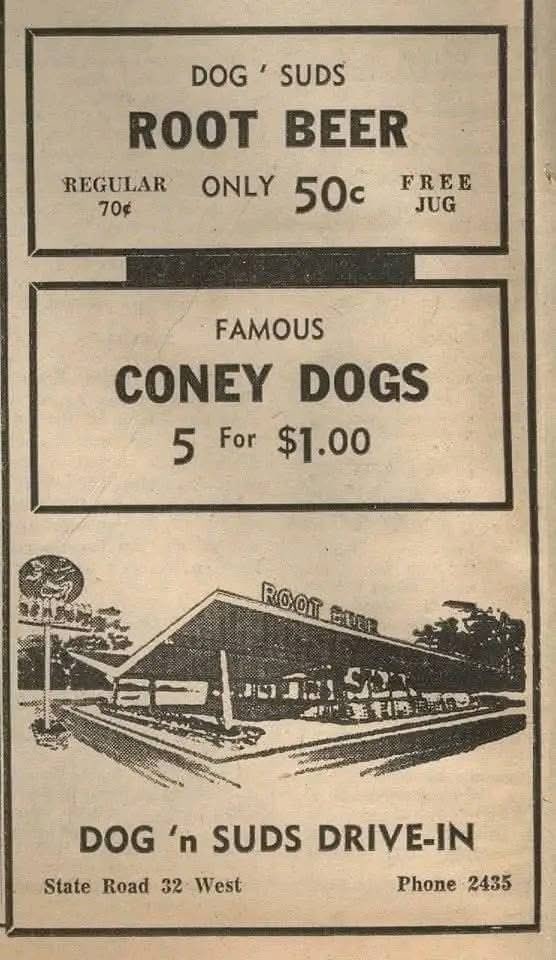 DOG ' SUDS
ROOT BEER
REGULAR 70¢
ONLY 50c
FREE JUG
FAMOUS
CONEY DOGS
5 For $1.00
ROOT BEER
DOG 'n SUDS DRIVE-IN
State Road 32 West
Phone 2435